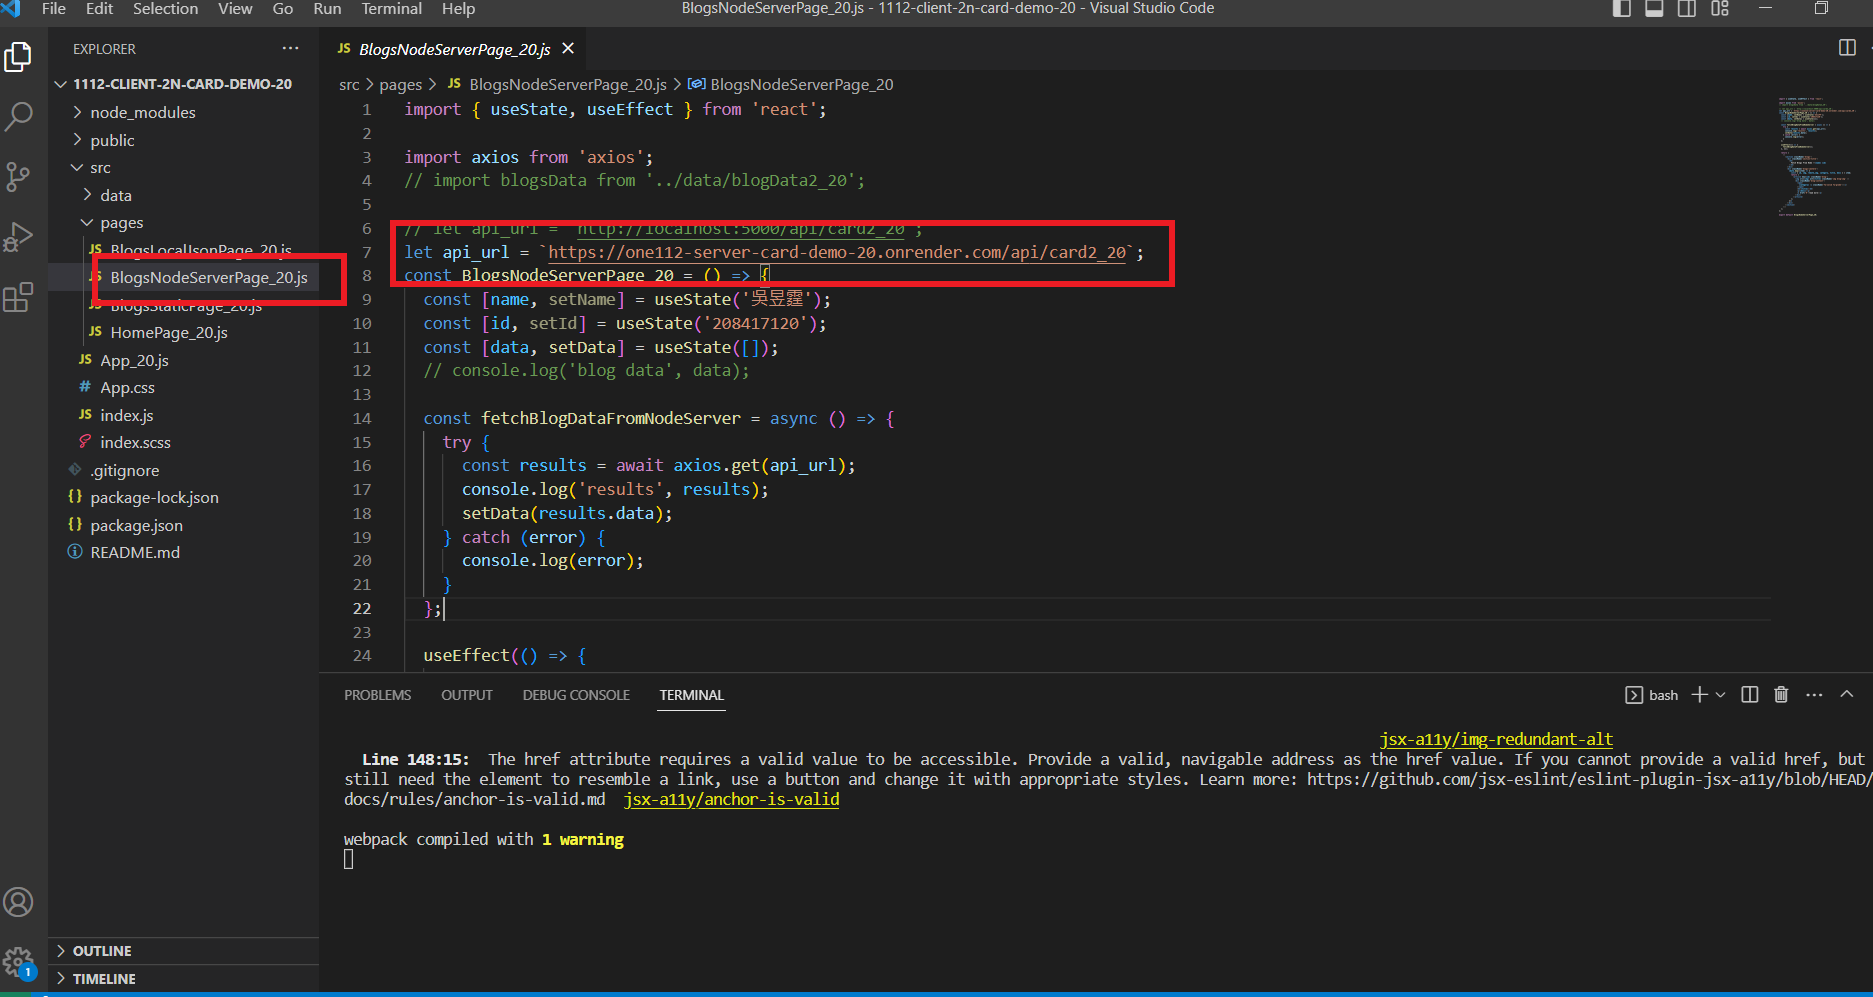 File Edit Selection View Go Run Terminal Help
BlogsNodeServerPage_20.js - 1112-client-2n-card-demo-20 - Visual Studio Code
EXPLORER
1112-CLIENT-2N-CARD-DEMO-20
node_modules
public
src
data
pages
JS BlogsLocalJsonPage_20.js
JS BlogsNodeServerPage_20.js
JS BlogsStaticPage_20.js
JS HomePage_20.js
JS App_20.js
# App.css
JS index.js
index.scss
.gitignore
{} package-lock.json
{} package.json
README.md
OUTLINE
TIMELINE
1
JS BlogsNodeServerPage_20.js
src > pages > JS BlogsNodeServerPage_20.js > BlogsNodeServerPage_20
1 import { useState, useEffect } from 'react';
2
3 import axios from 'axios';
4 // import blogsData from '../data/blogData2_20';
5
6 // let api_url = `http://localhost:5000/api/card2_20`;
7 let api_url = `https://one112-server-card-demo-20.onrender.com/api/card2_20`;
8 const BlogsNodeServerPage_20 = () => {
9 const [name, setName] = useState('吳昱霆');
10 const [id, setId] = useState('208417120');
11 const [data, setData] = useState([]);
12 // console.log('blog data', data);
13
14 const fetchBlogDataFromNodeServer = async () => {
15 try {
16 const results = await axios.get(api_url);
17 console.log('results', results);
18 setData(results.data);
19 } catch (error) {
20 console.log(error);
21 }
22 };
23
24 useEffect(() => {
PROBLEMS OUTPUT DEBUG CONSOLE TERMINAL
bash
jsx-a11y/img-redundant-alt
Line 148:15: The href attribute requires a valid value to be accessible. Provide a valid, navigable address as the href value. If you cannot provide a valid href, but
still need the element to resemble a link, use a button and change it with appropriate styles. Learn more: https://github.com/jsx-eslint/eslint-plugin-jsx-a11y/blob/HEAD/
docs/rules/anchor-is-valid.md jsx-a11y/anchor-is-valid
webpack compiled with 1 warning